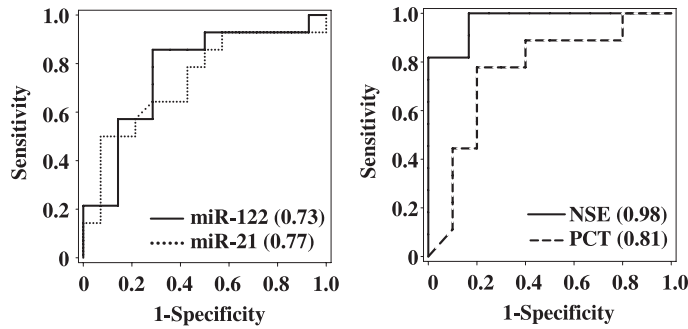 1.0
0.8
0.6
0.4
0.2
0
Sensitivity
miR-122 (0.73)
miR-21 (0.77)
0 0.2 0.4 0.6 0.8 1.0
1-Specificity
1.0
0.8
0.6
0.4
0.2
0
Sensitivity
NSE (0.98)
PCT (0.81)
0 0.2 0.4 0.6 0.8 1.0
1-Specificity